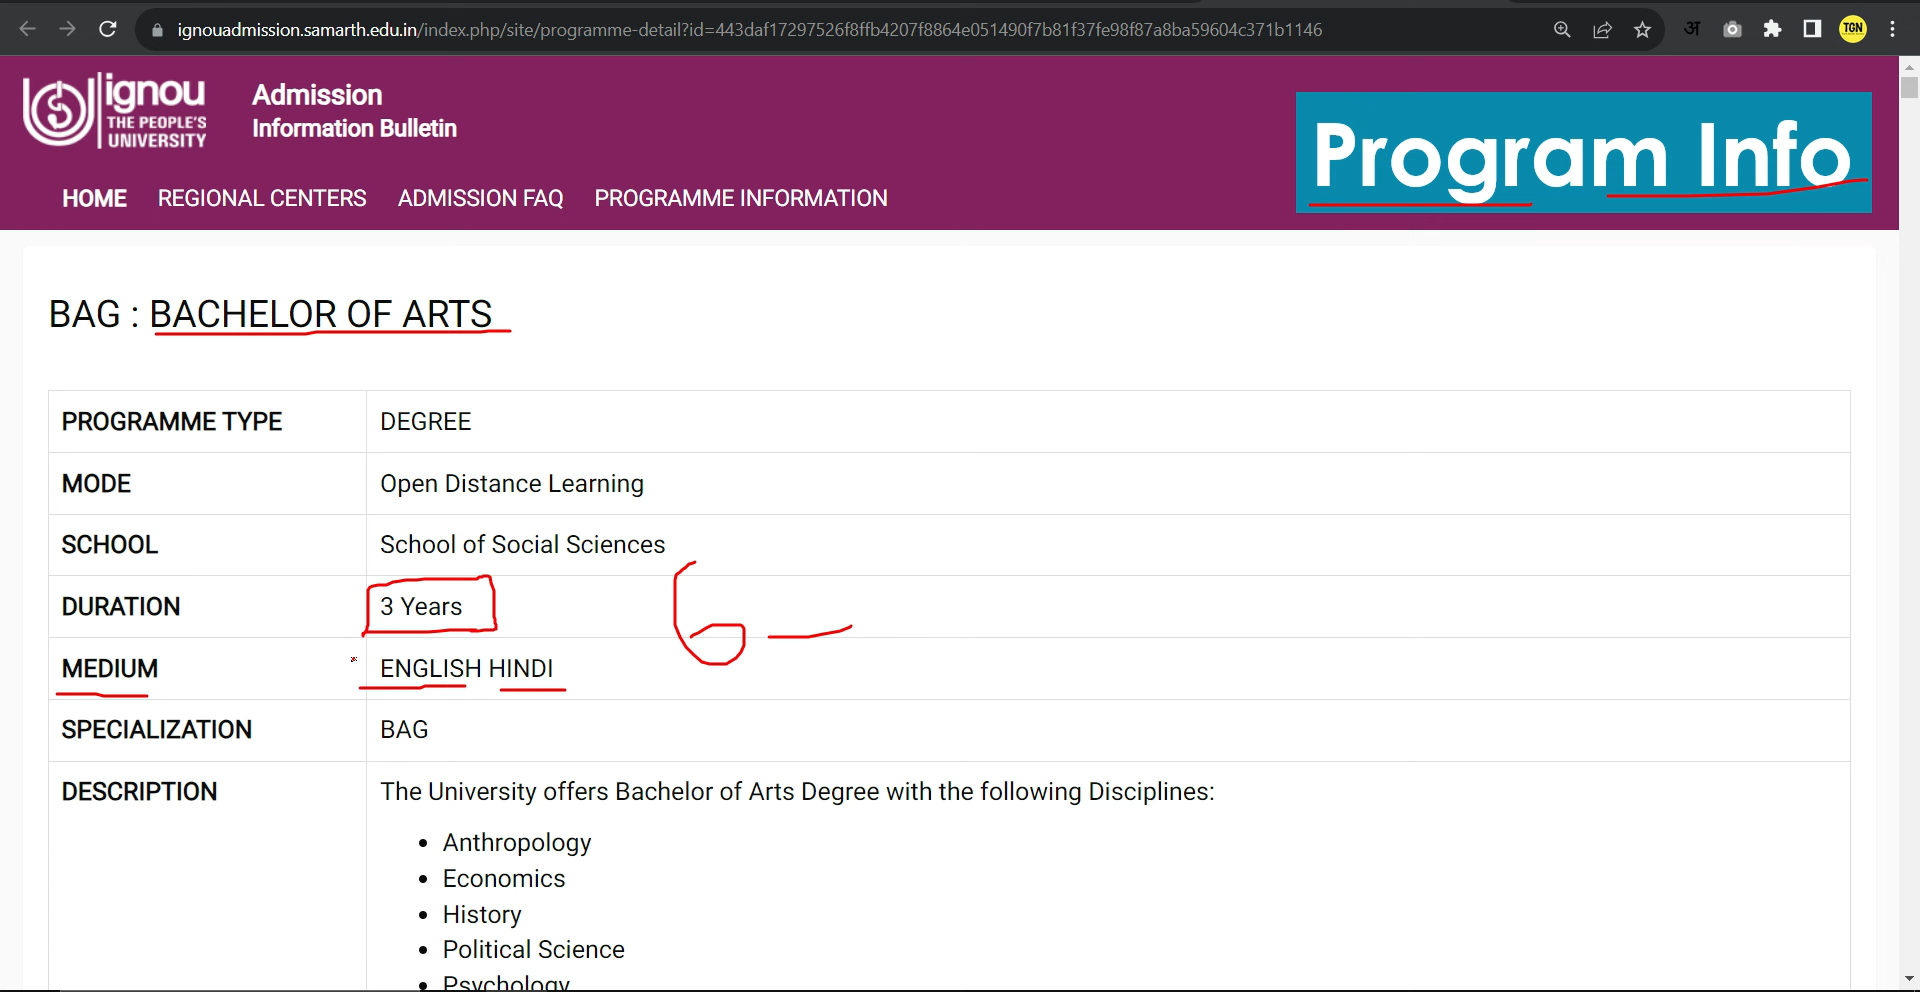 ignouadmission.samarth.edu.in/index.php/site/programme-detail?id=443daf17297526f8ffb4207f8864e051490f7b81f37fe98f87a8ba59604c371b1146
अ
TGN
ignou
THE PEOPLE'S
UNIVERSITY
Admission
Information Bulletin
Program Info
HOME REGIONAL CENTERS ADMISSION FAQ PROGRAMME INFORMATION
BAG : BACHELOR OF ARTS
PROGRAMME TYPE DEGREE
MODE Open Distance Learning
SCHOOL School of Social Sciences
DURATION 3 Years 6 –
MEDIUM ENGLISH HINDI
SPECIALIZATION BAG
DESCRIPTION The University offers Bachelor of Arts Degree with the following Disciplines:
• Anthropology
• Economics
• History
• Political Science
• Psychology